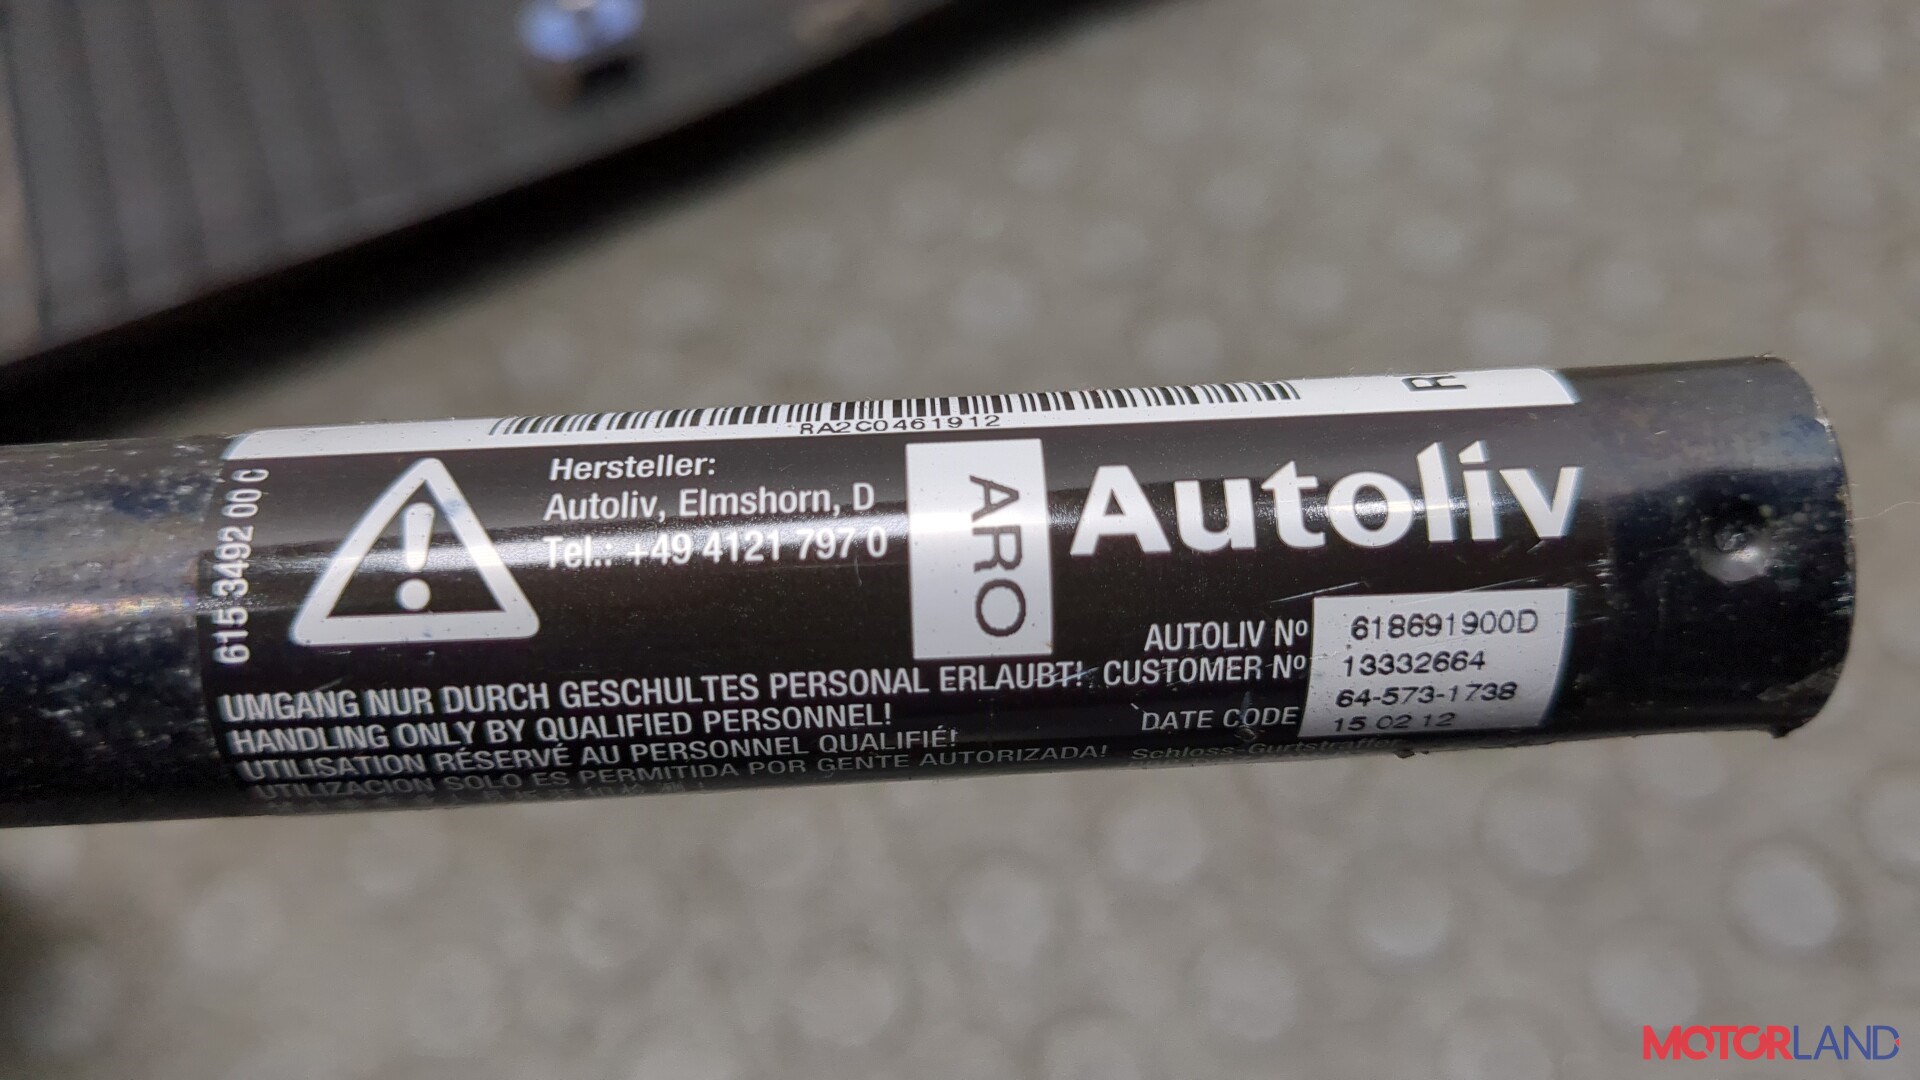 RA2C0461912
615 3492 00 C
Hersteller:
Autoliv, Elmshorn, D
Tel.: +49 4121 797 0
ARO
Autoliv
AUTOLIV Nº 618691900D
CUSTOMER Nº 13332664
64-573-1738
DATE CODE 15 02 12
UMGANG NUR DURCH GESCHULTES PERSONAL ERLAUBT!
HANDLING ONLY BY QUALIFIED PERSONNEL!
UTILISATION RÉSERVÉ AU PERSONNEL QUALIFIÉ!
UTILIZACION SOLO ES PERMITIDA POR GENTE AUTORIZADA!
Schloss-Gurtstraffer
MOTORLAND